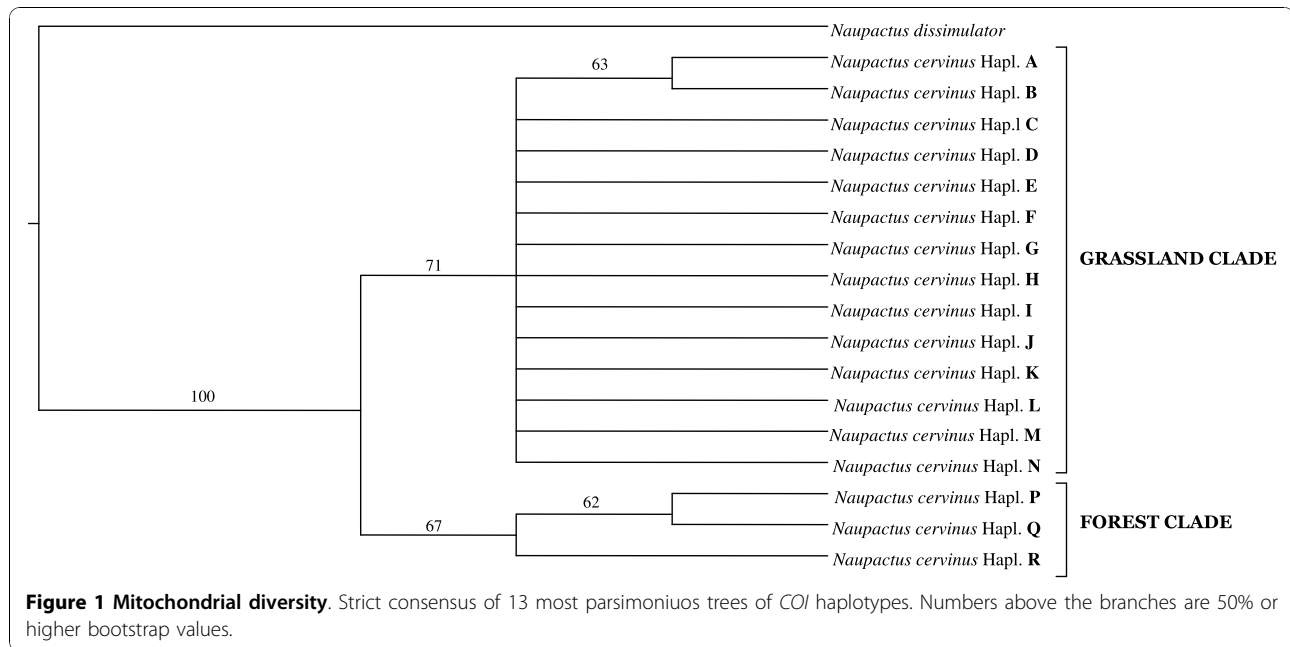 Naupactus dissimulator
63
Naupactus cervinus Hapl. A
Naupactus cervinus Hapl. B
Naupactus cervinus Hap.l C
Naupactus cervinus Hapl. D
Naupactus cervinus Hapl. E
Naupactus cervinus Hapl. F
Naupactus cervinus Hapl. G
GRASSLAND CLADE
71
Naupactus cervinus Hapl. H
Naupactus cervinus Hapl. I
Naupactus cervinus Hapl. J
Naupactus cervinus Hapl. K
100
Naupactus cervinus Hapl. L
Naupactus cervinus Hapl. M
Naupactus cervinus Hapl. N
62
Naupactus cervinus Hapl. P
67
Naupactus cervinus Hapl. Q
FOREST CLADE
Naupactus cervinus Hapl. R
Figure 1 Mitochondrial diversity. Strict consensus of 13 most parsimoniuos trees of COI haplotypes. Numbers above the branches are 50% or
higher bootstrap values.